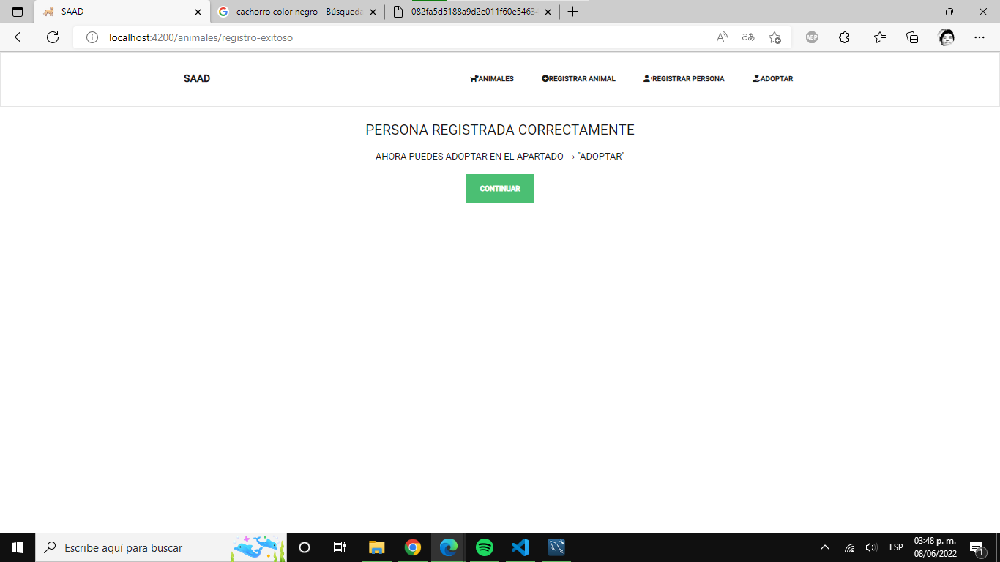 SAAD
cachorro color negro - Búsqueda
082fa5d5188a9d2e011f60e54634
localhost:4200/animales/registro-exitoso
ABP
SAAD
ANIMALES
REGISTRAR ANIMAL
REGISTRAR PERSONA
ADOPTAR
PERSONA REGISTRADA CORRECTAMENTE
AHORA PUEDES ADOPTAR EN EL APARTADO → "ADOPTAR"
CONTINUAR
Escribe aquí para buscar
ESP
03:48 p. m.
08/06/2022
1